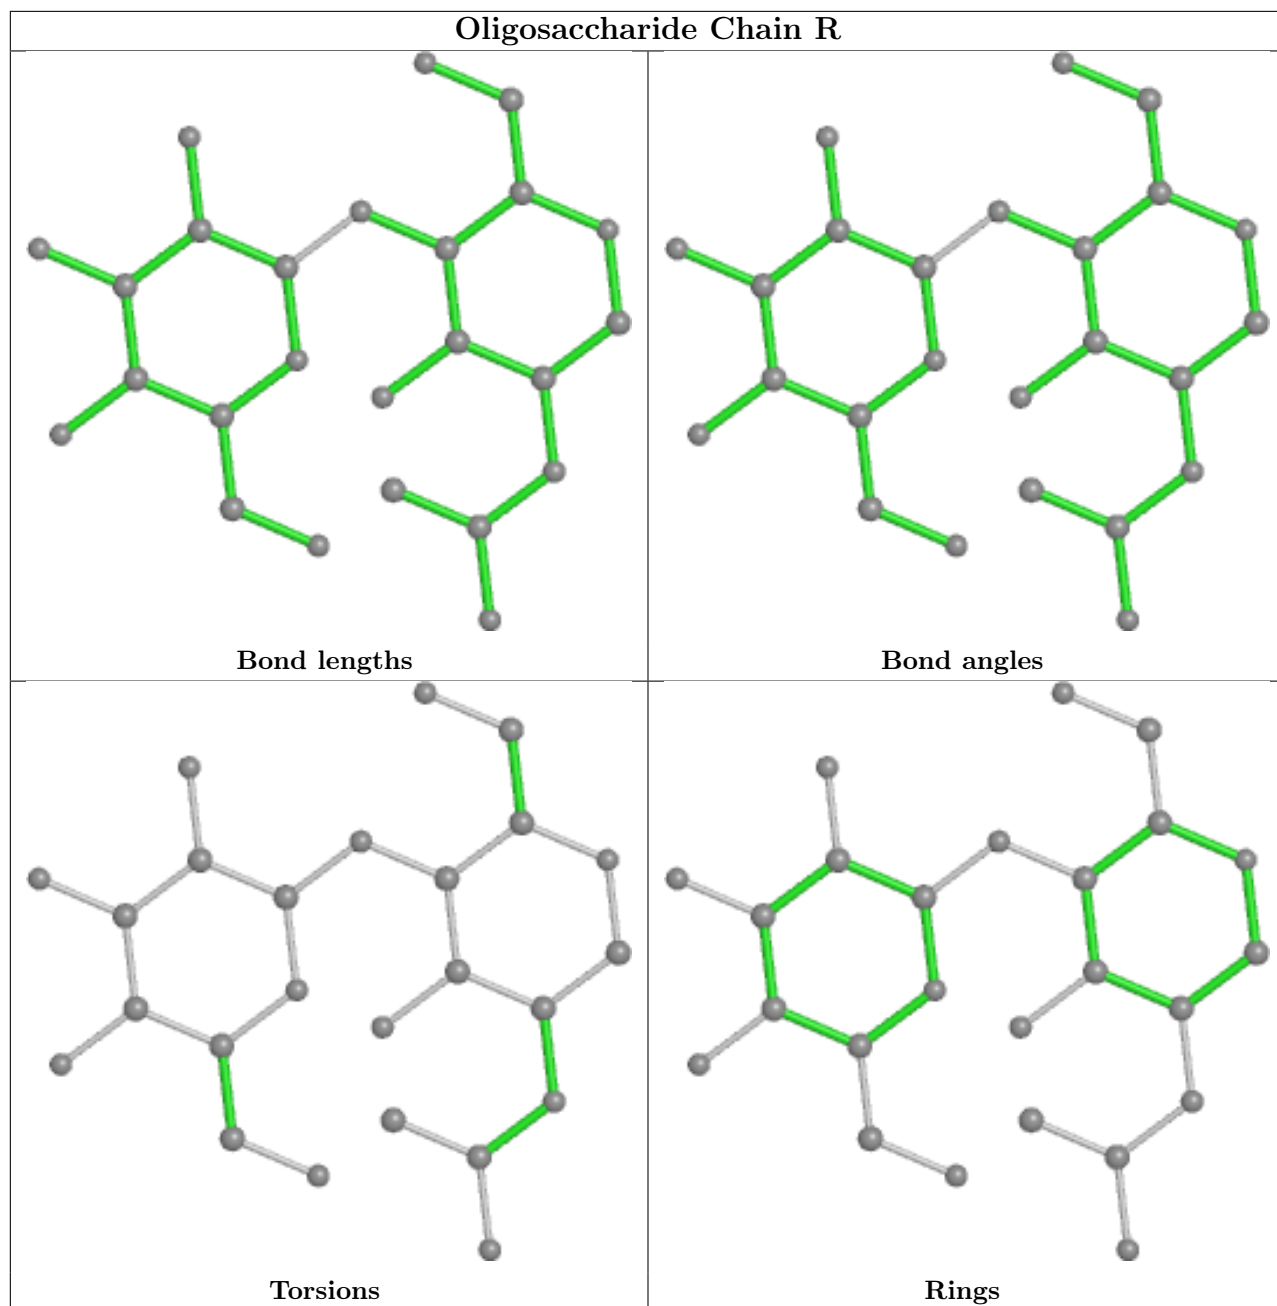 Oligosaccharide Chain R
Bond lengths
Bond angles
Torsions
Rings